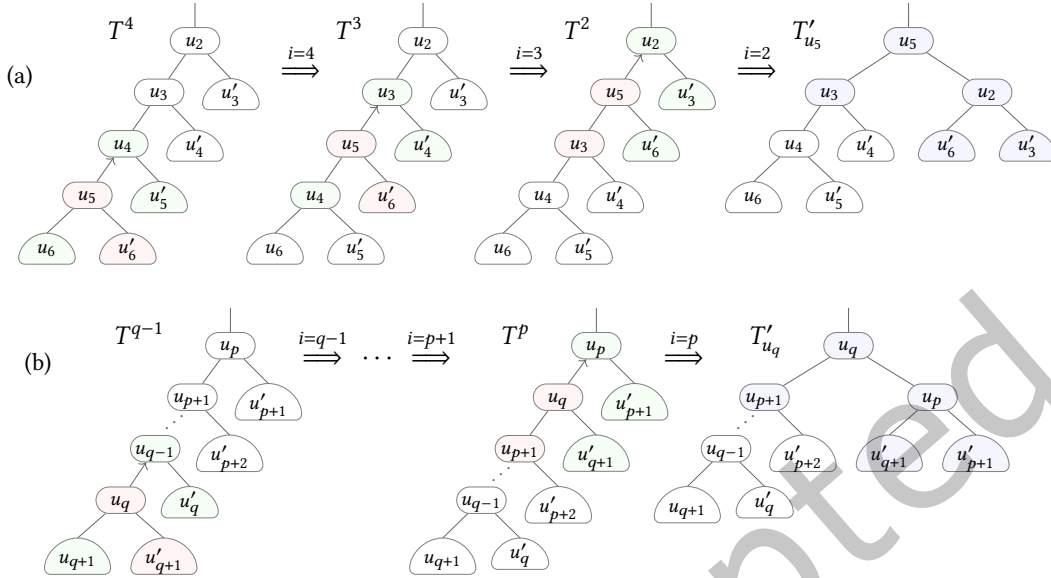 T^4 T^3 T^2 T'_{u_5}
u_2 u_2 u_2 u_5
i=4 i=3 i=2
⟹ ⟹ ⟹
(a)
u_3 u'_3 u_3 u'_3 u_5 u'_3 u_3 u_2
u_4 u'_4 u_5 u'_4 u_3 u'_6 u_4 u'_4 u'_6 u'_3
u_5 u'_5 u_4 u'_6 u_4 u'_4 u_6 u'_5
u_6 u'_6 u_6 u'_5 u_6 u'_5
T^{q−1} i=q−1 i=p+1 T^p i=p T'_{u_q}
(b)
u_p ⟹ ··· ⟹ u_p ⟹ u_q
u_{p+1} u'_{p+1} u_q u'_{p+1} u_{p+1} u_p
u_{q−1} u'_{p+2} u_{p+1} u'_{q+1} u_{q−1} u'_{p+2} u'_{q+1} u'_{p+1}
u_q u'_q u_{q−1} u'_{p+2} u_{q+1} u'_q
u_{q+1} u'_{q+1} u_{q+1} u'_q
pted